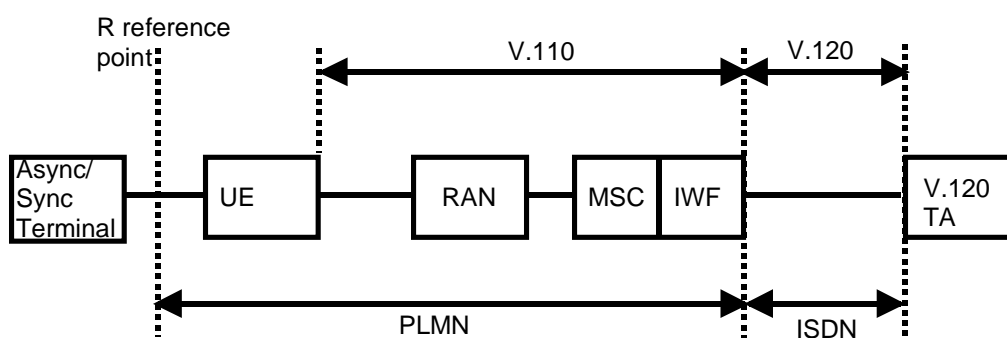 R reference
point
V.110
V.120
Async/
Sync
Terminal
UE
RAN
MSC
IWF
V.120
TA
PLMN
ISDN